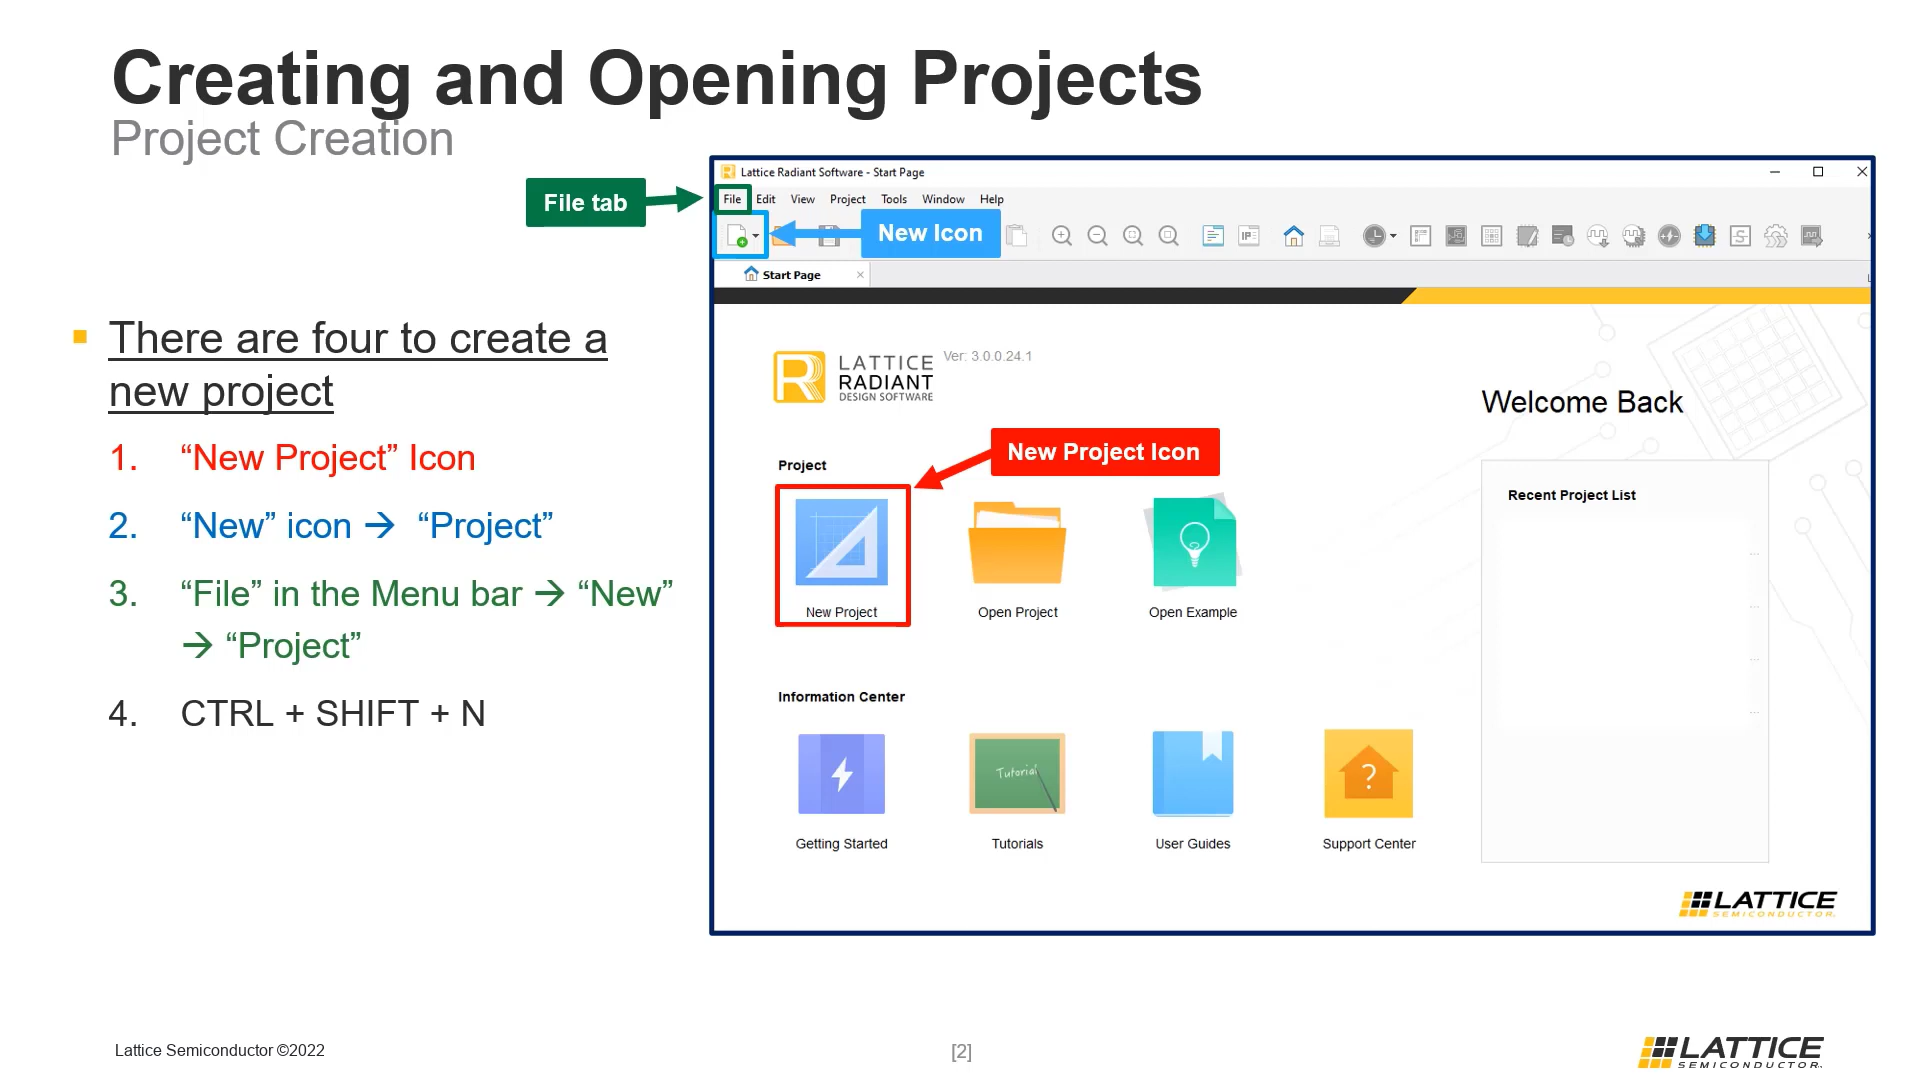 Creating and Opening Projects
Project Creation
File tab
Lattice Radiant Software - Start Page
File Edit View Project Tools Window Help
New Icon
Start Page
There are four to create a
new project
1. “New Project” Icon
2. “New” icon → “Project”
3. “File” in the Menu bar → “New”
→ “Project”
4. CTRL + SHIFT + N
LATTICE
RADIANT
DESIGN SOFTWARE
Ver: 3.0.0.24.1
Welcome Back
New Project Icon
Project
Recent Project List
New Project
Open Project
Open Example
Information Center
Tutorial
?
Getting Started
Tutorials
User Guides
Support Center
LATTICE
SEMICONDUCTOR.
Lattice Semiconductor ©2022
[2]
LATTICE
SEMICONDUCTOR.